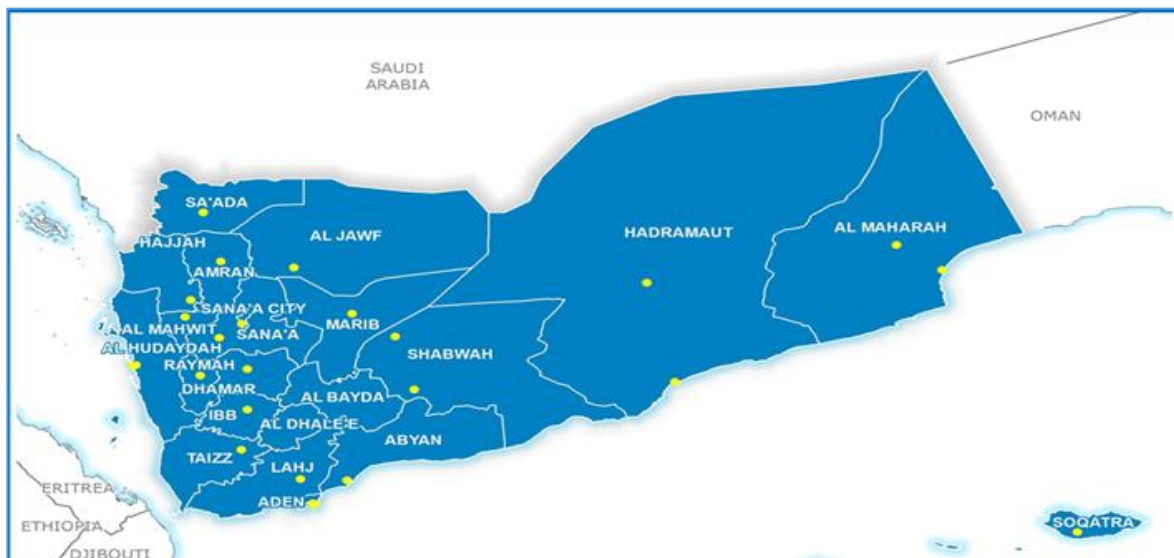 SAUDI
ARABIA
OMAN
SA'ADA
AL JAWF
HADRAMAUT
AL MAHARAH
HAJJAH
AMRAN
SANA'A CITY
MARIB
AL MAHWIT
SANA'A
AL HUDAYDAH
SHABWAH
RAYMAH
DHAMAR
AL BAYDA
IBB
AL DHALE'E
ABYAN
TAIZZ
LAHJ
ADEN
ERITREA
ETHIOPIA
DJIBOUTI
SOQATRA